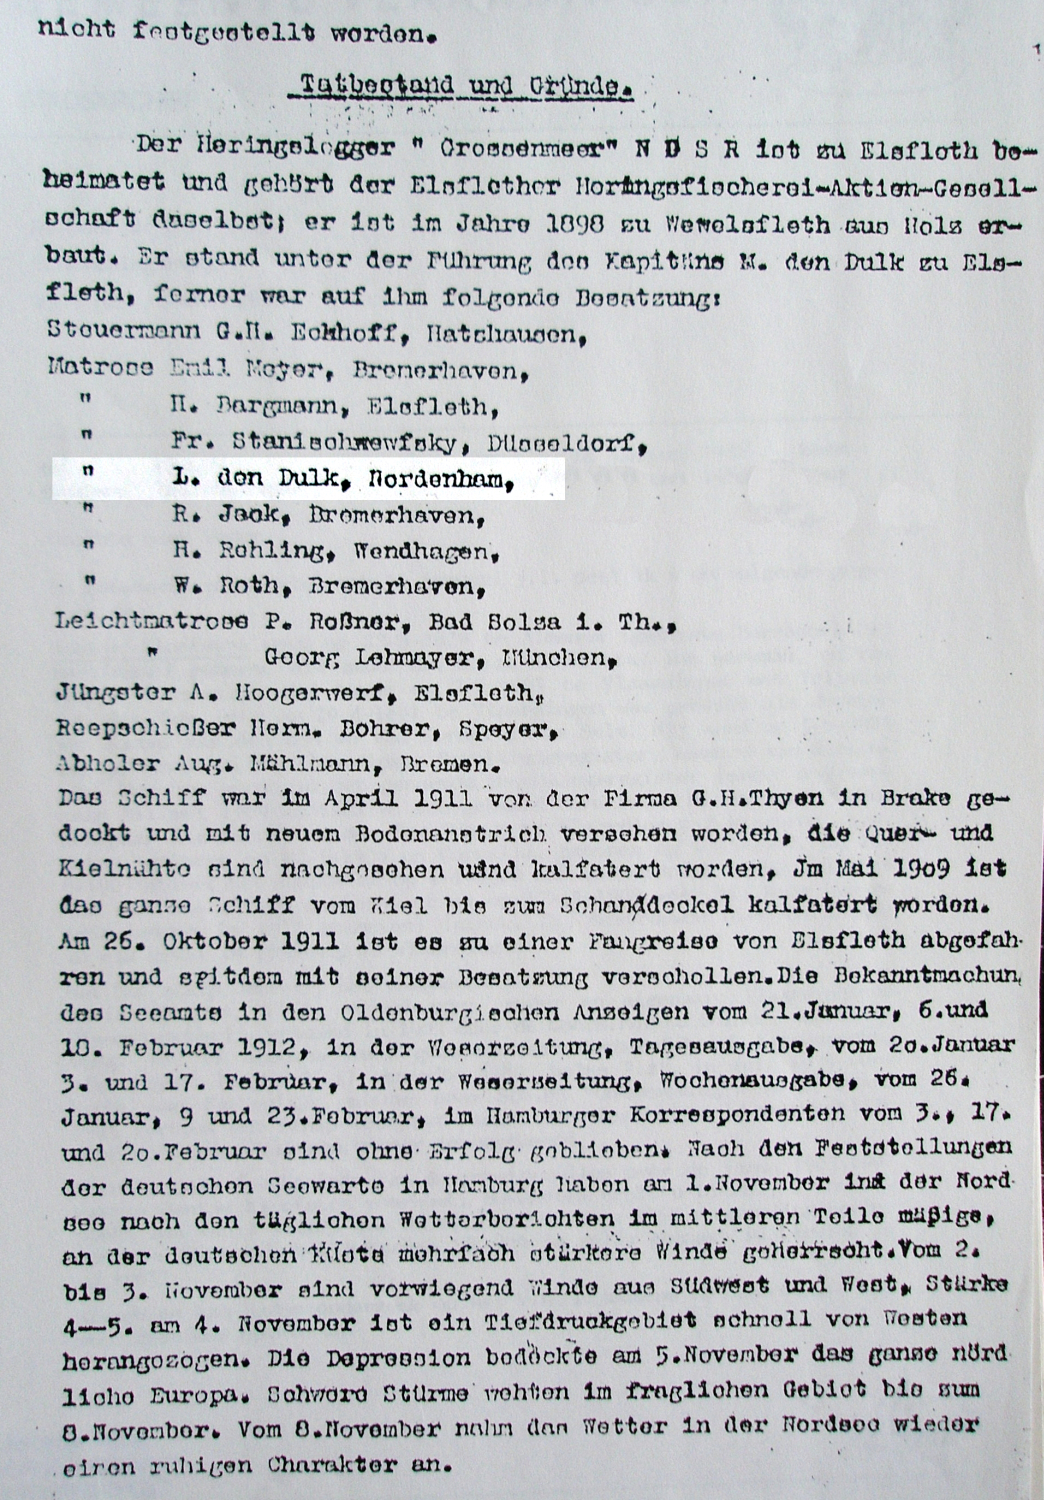 nicht festgestellt worden.
Tatbestand und Gründe.
Der Heringslogger " Grossenmeer" N D S R ist zu Elsfleth be-
heimatet und gehört der Elsflether Heringsfischerei-Aktien-Gesell-
schaft daselbst; er ist im Jahre 1898 zu Wewelsfleth aus Holz er-
baut. Er stand unter der Führung des Kapitäns M. den Dulk zu Els-
fleth, ferner war auf ihm folgende Besatzung:
Steuermann G.H. Eckhoff, Hatshausen,
Matrose Emil Meyer, Bremerhaven,
" H. Bargmann, Elsfleth,
" Fr. Stanischwewfsky, Düsseldorf,
" L. den Dulk, Nordenham,
" R. Jack, Bremerhaven,
" H. Rehling, Wendhagen,
" W. Roth, Bremerhaven,
Leichtmatrose P. Roßner, Bad Solza i. Th.,
" Georg Lehmayer, München,
Jüngster A. Hoogerwerf, Elsfleth,
Reepschießer Herm. Bohrer, Speyer,
Abholer Aug. Mählmann, Bremen.
Das Schiff war im April 1911 von der Firma G.H.Thyen in Brake ge-
dockt und mit neuem Bodenanstrich versehen worden, die Quer- und
Kielnähte sind nachgesehen und kalfatert worden, Jm Mai 19o9 ist
das ganze Schiff vom Kiel bis zum Schanddeckel kalfatert worden.
Am 26. Oktober 1911 ist es zu einer Fangreise von Elsfleth abgefah-
ren und seitdem mit seiner Besatzung verschollen.Die Bekanntmachun
des Seeamts in den Oldenburgischen Anzeigen vom 21.Januar, 6.und
10. Februar 1912, in der Weserzeitung, Tagesausgabe, vom 2o.Januar
3. und 17. Februar, in der Weserzeitung, Wochenausgabe, vom 26.
Januar, 9 und 23.Februar, im Hamburger Korrespondenten vom 3., 17.
und 2o.Februar sind ohne Erfolg geblieben. Nach den Feststellungen
der deutschen Seewarte in Hamburg haben am 1.November in der Nord-
see nach den täglichen Wetterberichten im mittleren Teile mäßige,
an der deutschen Küste mehrfach stärkere Winde geherrscht.Vom 2.
bis 3. November sind vorwiegend Winde aus Südwest und West, Stärke
4--5. am 4. November ist ein Tiefdruckgebiet schnell von Westen
herangezogen. Die Depression bedeckte am 5.November das ganze nörd
liche Europa. Schwere Stürme wehten im fraglichen Gebiet bis zum
8.November. Vom 8.November nahm das Wetter in der Nordsee wieder
einen ruhigen Charakter an.